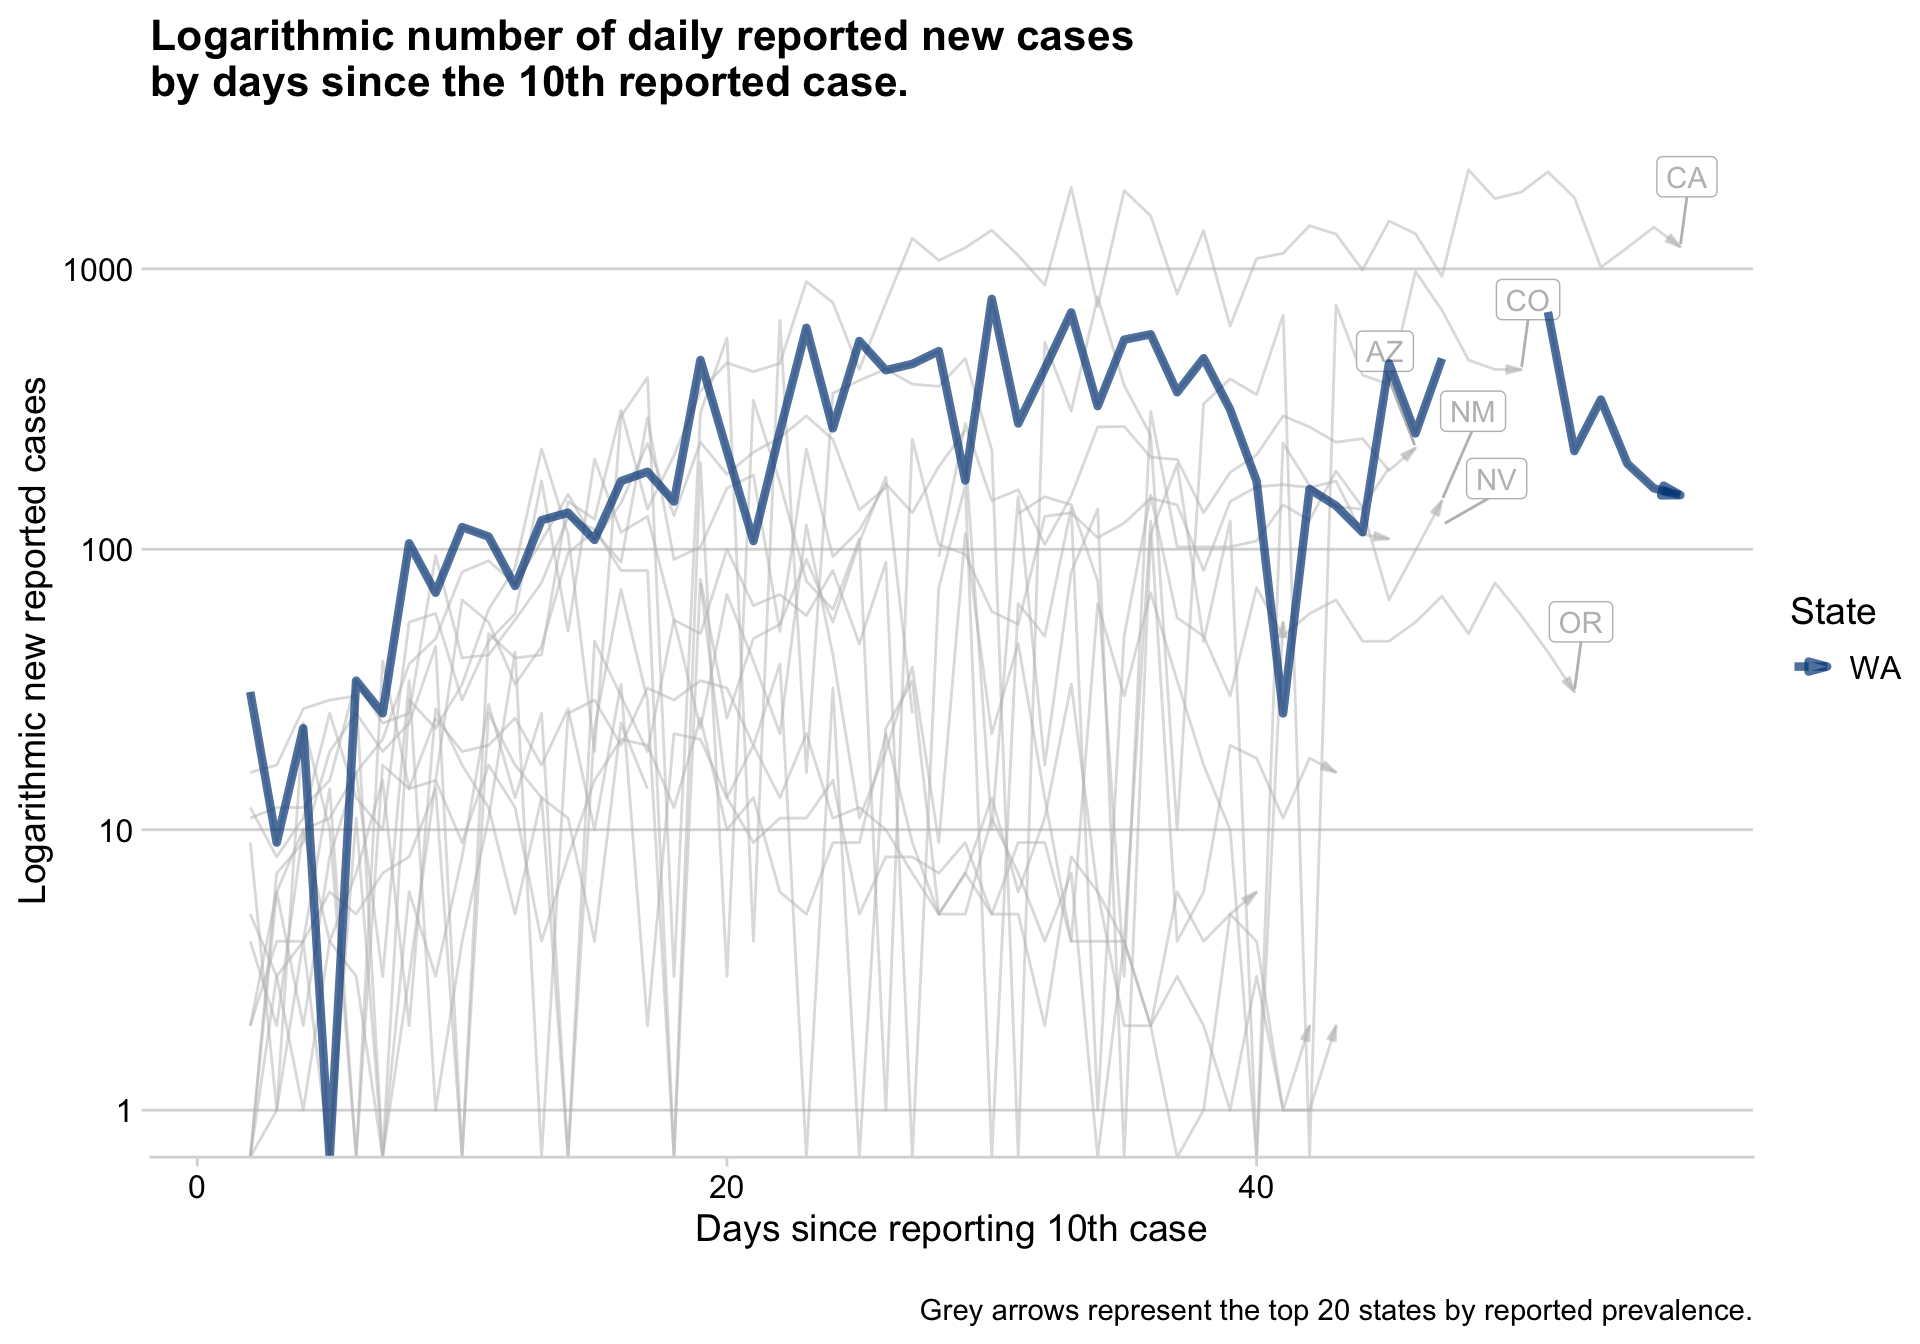 Logarithmic number of daily reported new cases
by days since the 10th reported case.
CA
1000
CO
AZ
NM
NV
100
OR
State
WA
10
1
0
20
40
Logarithmic new reported cases
Days since reporting 10th case
Grey arrows represent the top 20 states by reported prevalence.